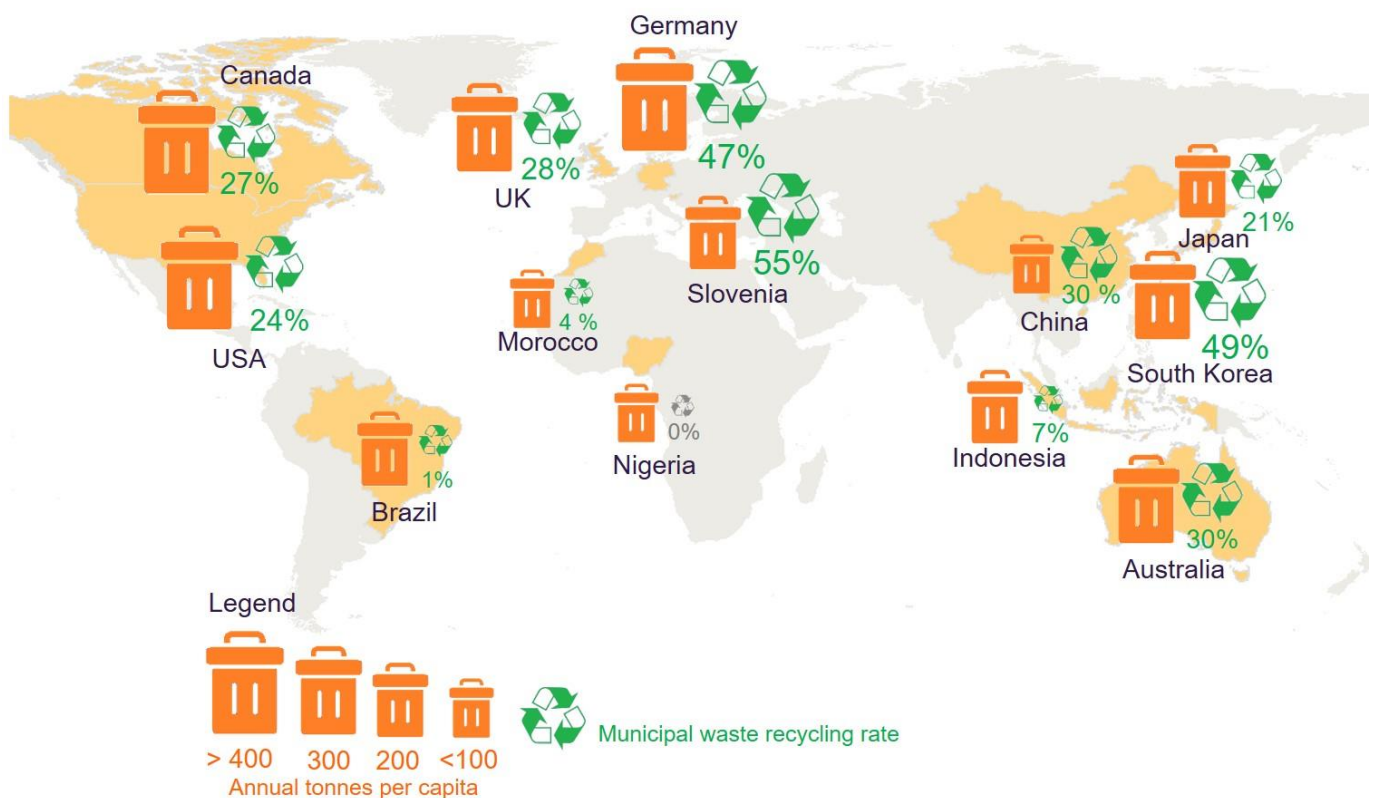 Germany
47%
Canada
27%
UK
28%
Japan
21%
USA
24%
Slovenia
55%
China
30 %
Morocco
4 %
South Korea
49%
Nigeria
0%
Indonesia
7%
Brazil
1%
Australia
30%
Legend
> 400 300 200 <100
Annual tonnes per capita
Municipal waste recycling rate